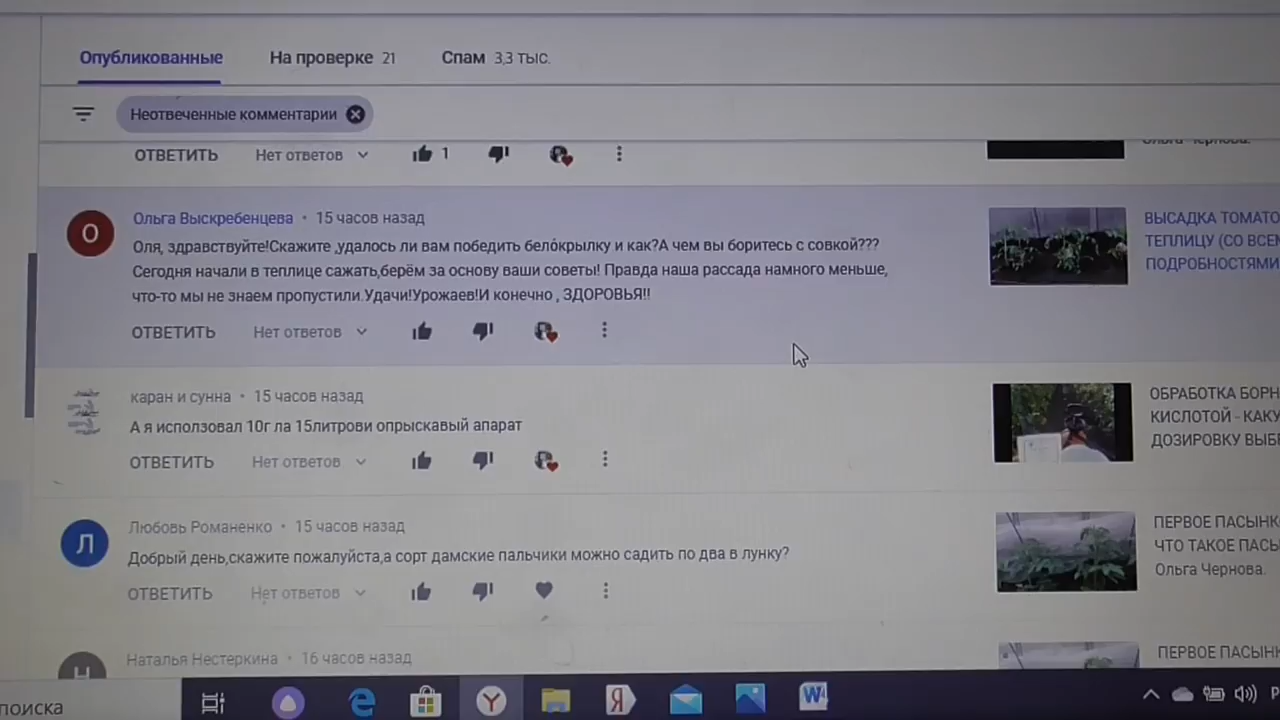 Опубликованные На проверке 21 Спам 3,3 тыс.
Неотвеченные комментарии
ОТВЕТИТЬ Нет ответов 1
Ольга Чернова.
Ольга Выскребенцева • 15 часов назад
Оля, здравствуйте!Скажите ,удалось ли вам победить белокрылку и как?А чем вы боритесь с совкой???
Сегодня начали в теплице сажать,берём за основу ваши советы! Правда наша рассада намного меньше,
что-то мы не знаем пропустили.Удачи!Урожаев!И конечно , ЗДОРОВЬЯ!!
ОТВЕТИТЬ Нет ответов
О
ВЫСАДКА ТОМАТО
ТЕПЛИЦУ (СО ВСЕМ
ПОДРОБНОСТЯМИ
каран и сунна • 15 часов назад
А я исползовал 10г ла 15литрови опрыскавый апарат
ОТВЕТИТЬ Нет ответов
ОБРАБОТКА БОРН
КИСЛОТОЙ - КАКУ
ДОЗИРОВКУ ВЫБЕ
Любовь Романенко • 15 часов назад
Добрый день,скажите пожалуйста,а сорт дамские пальчики можно садить по два в лунку?
ОТВЕТИТЬ Нет ответов
Л
ПЕРВОЕ ПАСЫНК
ЧТО ТАКОЕ ПАСЫ
Ольга Чернова.
Наталья Нестеркина • 16 часов назад
Н
ПЕРВОЕ ПАСЫНК
поиска
Я
W
Р